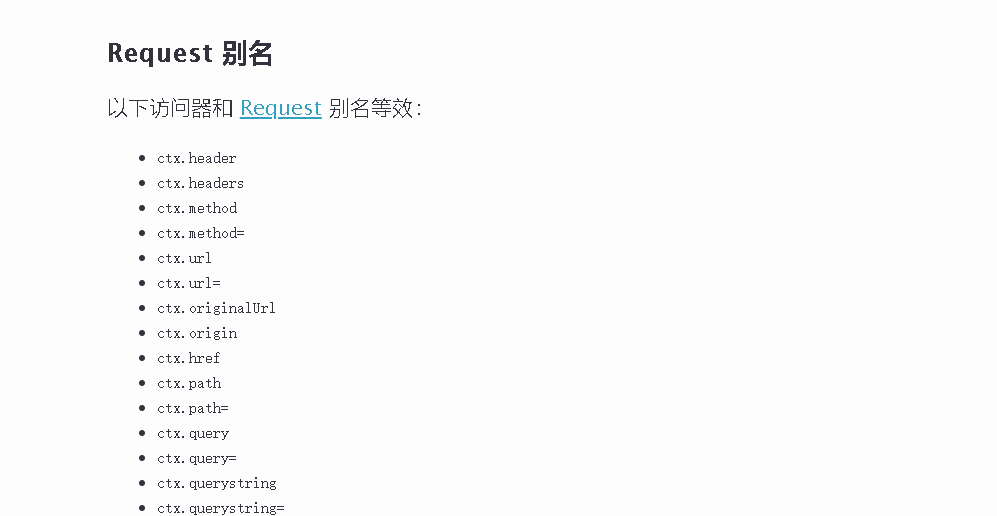 Request 别名
以下访问器和 Request 别名等效：
ctx.header
ctx.headers
ctx.method
ctx.method=
ctx.url
ctx.url=
ctx.originalUrl
ctx.origin
ctx.href
ctx.path
ctx.path=
ctx.query
ctx.query=
ctx.querystring
ctx.querystring=